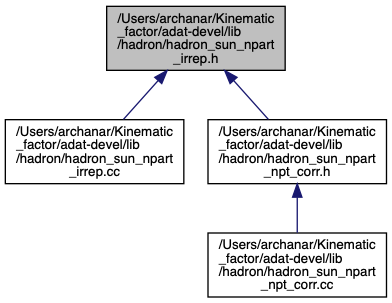 /Users/archanar/Kinematic
_factor/adat-devel/lib
/hadron/hadron_sun_npart
_irrep.h
/Users/archanar/Kinematic
_factor/adat-devel/lib
/hadron/hadron_sun_npart
_irrep.cc
/Users/archanar/Kinematic
_factor/adat-devel/lib
/hadron/hadron_sun_npart
_npt_corr.h
/Users/archanar/Kinematic
_factor/adat-devel/lib
/hadron/hadron_sun_npart
_npt_corr.cc